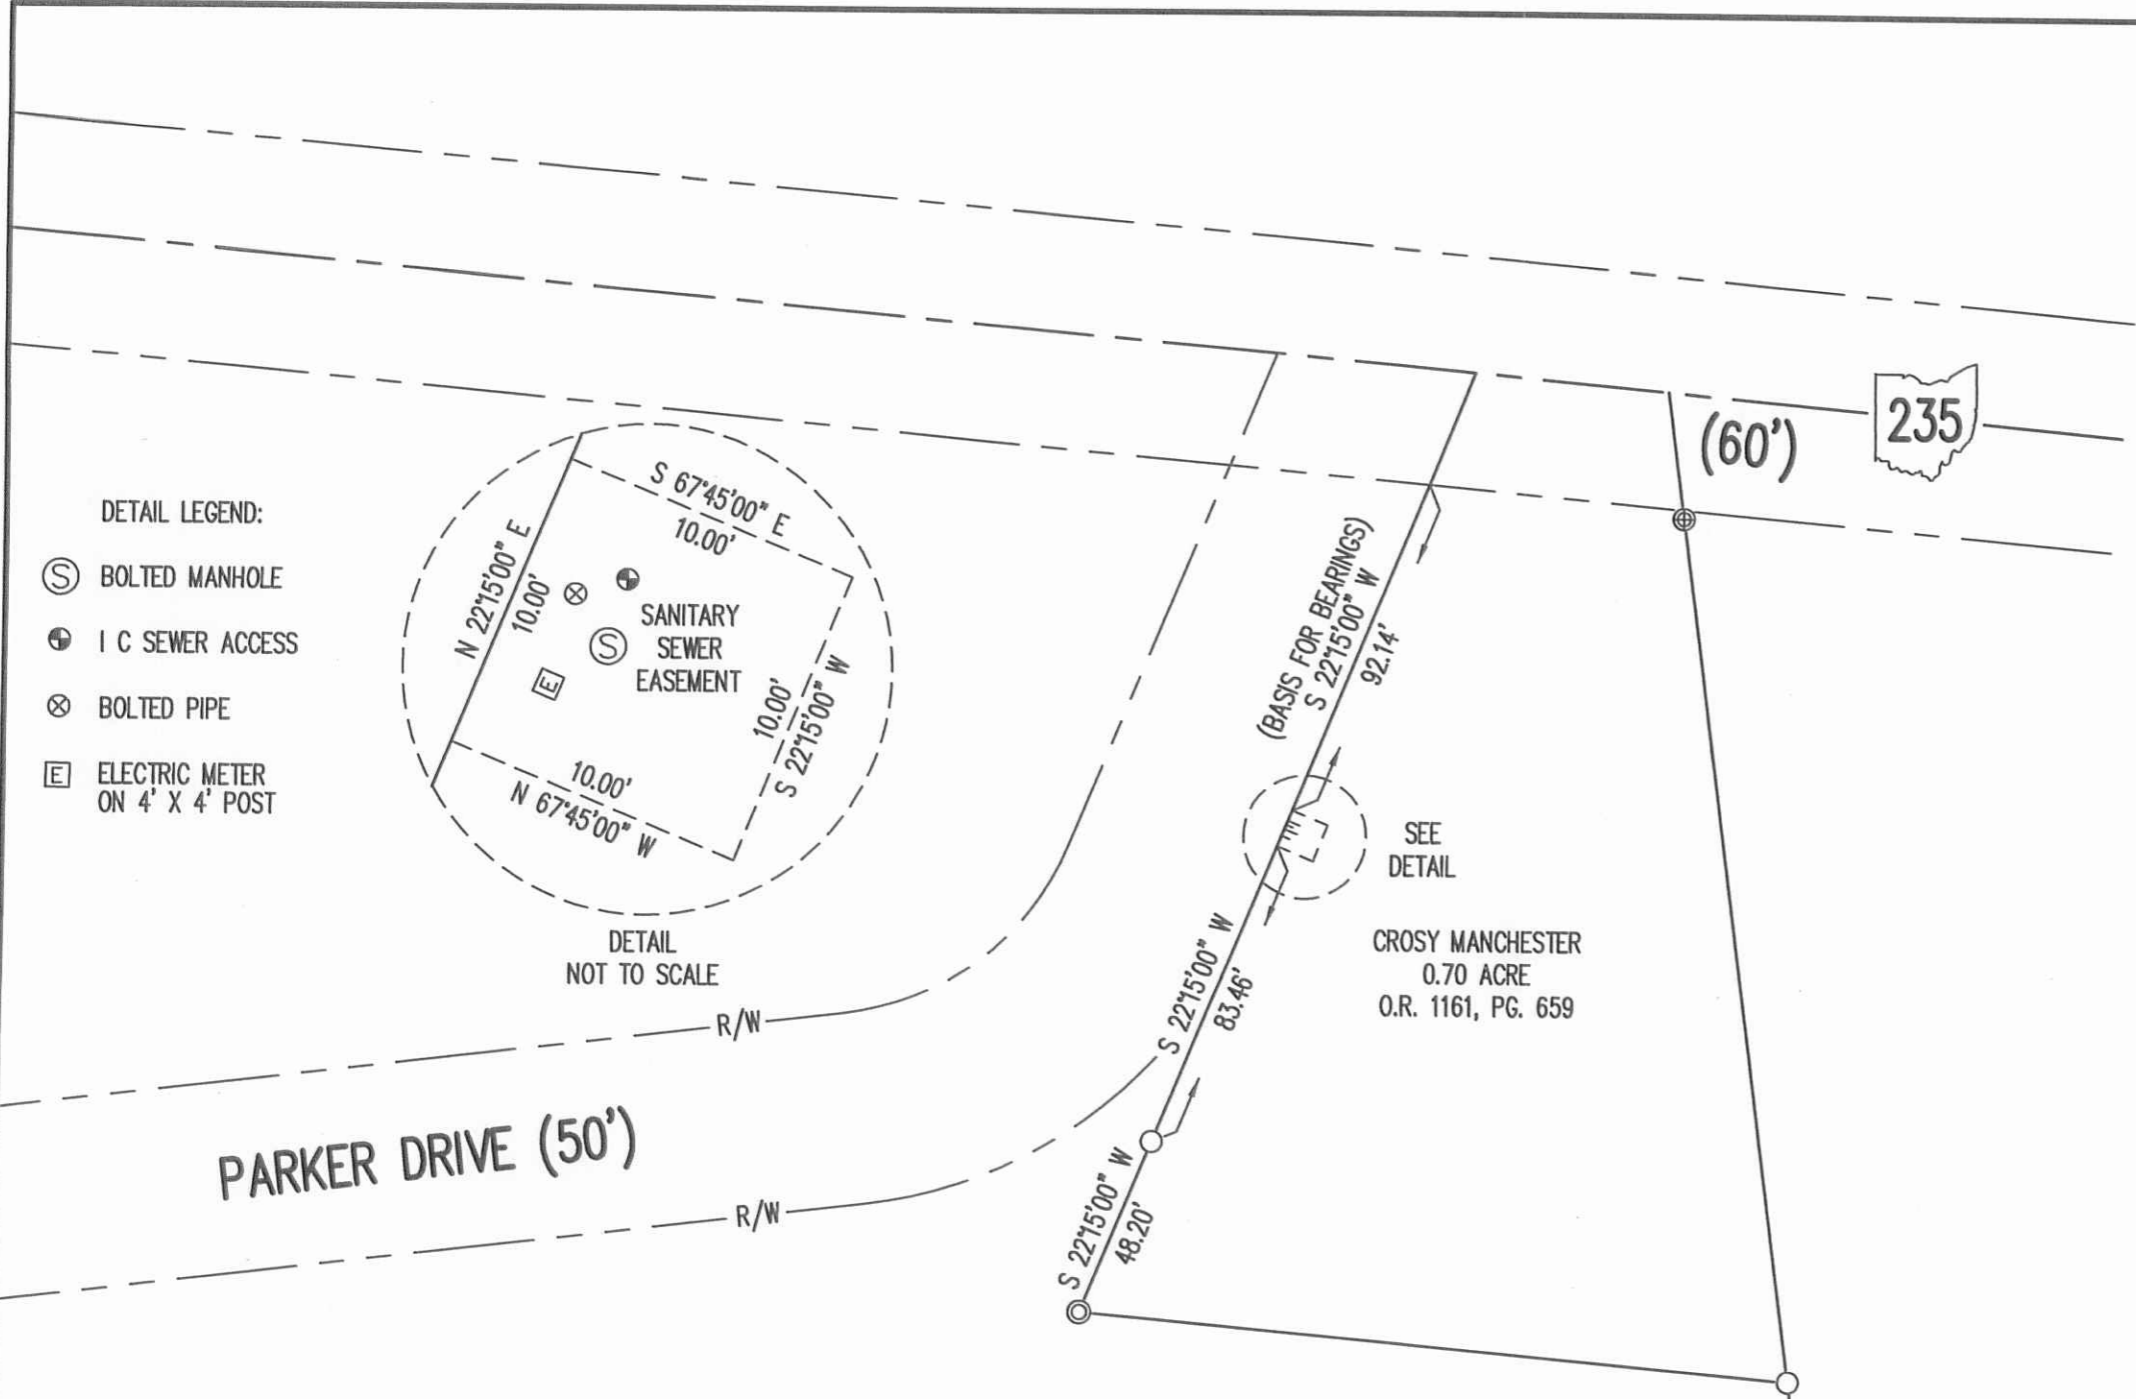 235
(60')
DETAIL LEGEND:
S BOLTED MANHOLE
I C SEWER ACCESS
BOLTED PIPE
E ELECTRIC METER
ON 4' X 4' POST
S 67°45'00" E
10.00'
N 22°15'00" E
10.00'
SANITARY
SEWER
EASEMENT
S
E
10.00'
S 22°15'00" W
10.00'
N 67°45'00" W
DETAIL
NOT TO SCALE
(BASIS FOR BEARINGS)
S 22°15'00" W
92.14'
SEE
DETAIL
S 22°15'00" W
83.46'
CROSY MANCHESTER
0.70 ACRE
O.R. 1161, PG. 659
R/W
PARKER DRIVE (50')
R/W
S 22°15'00" W
48.20'